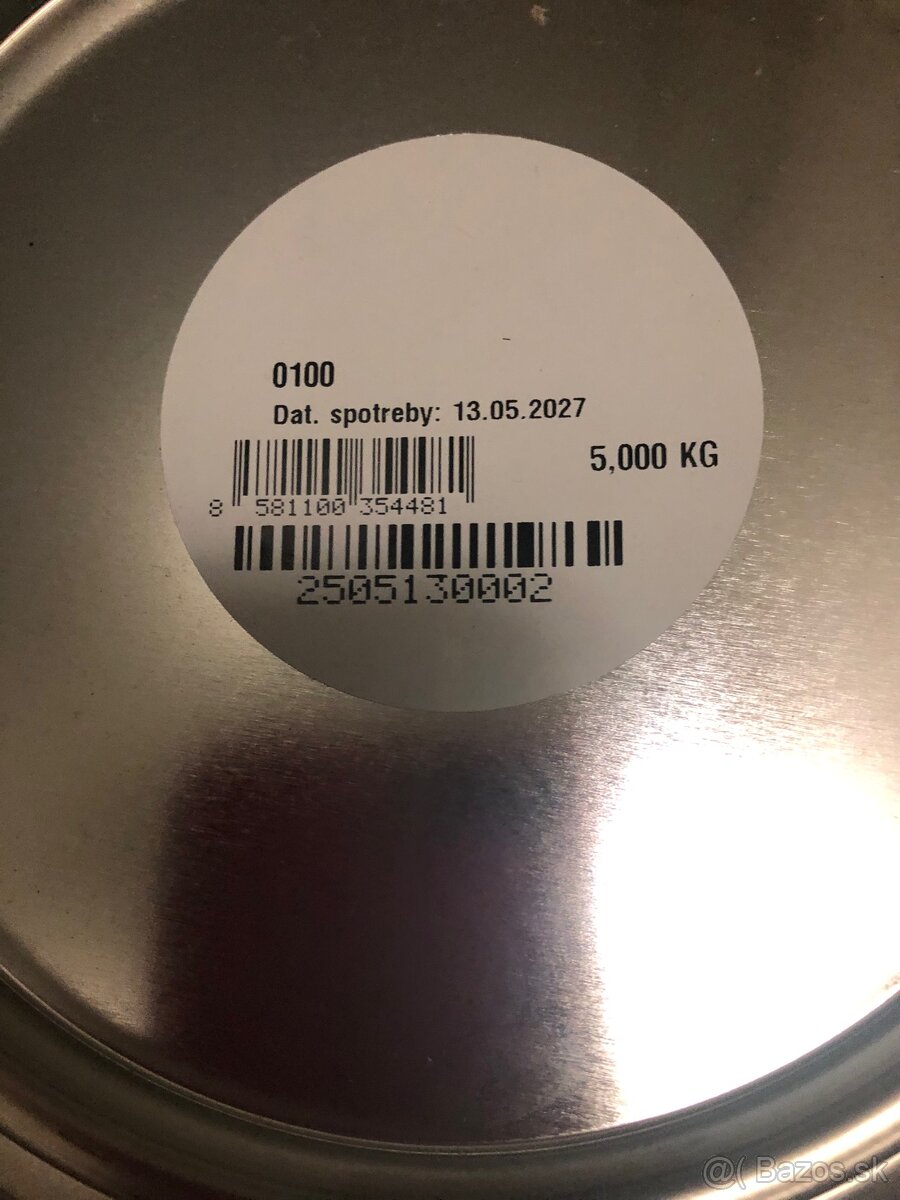 0100
Dat. spotreby: 13.05.2027
5,000 KG
8 581100 354481
2505130002
@( Bazos.sk